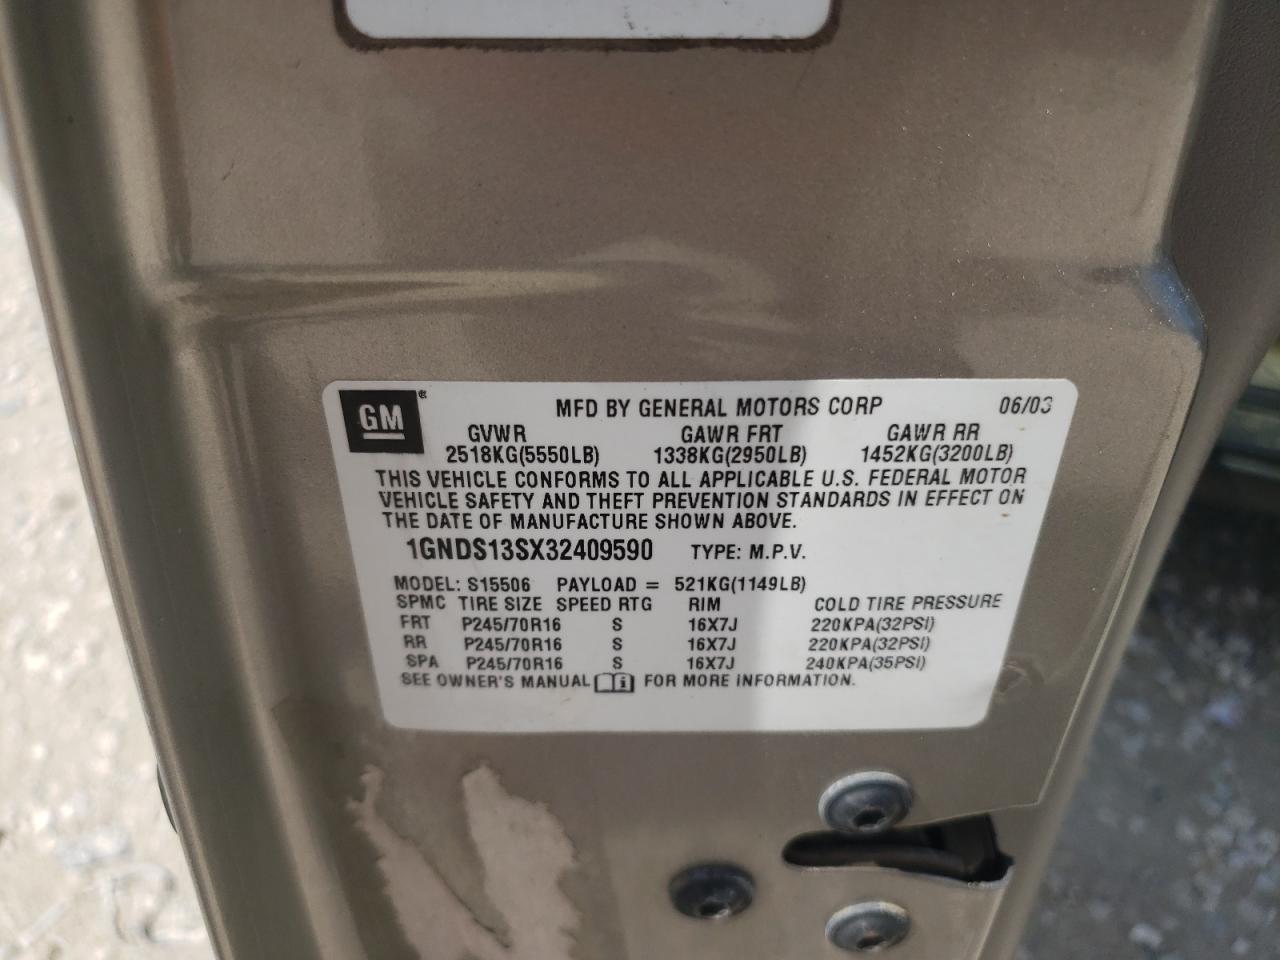 GM®
MFD BY GENERAL MOTORS CORP 06/03
GVWR GAWR FRT GAWR RR
2518KG(5550LB) 1338KG(2950LB) 1452KG(3200LB)
THIS VEHICLE CONFORMS TO ALL APPLICABLE U.S. FEDERAL MOTOR
VEHICLE SAFETY AND THEFT PREVENTION STANDARDS IN EFFECT ON
THE DATE OF MANUFACTURE SHOWN ABOVE.
1GNDS13SX32409590 TYPE: M.P.V.
MODEL: S15506 PAYLOAD = 521KG(1149LB)
SPMC TIRE SIZE SPEED RTG RIM COLD TIRE PRESSURE
FRT P245/70R16 S 16X7J 220KPA(32PSI)
RR P245/70R16 S 16X7J 220KPA(32PSI)
SPA P245/70R16 S 16X7J 240KPA(35PSI)
SEE OWNER'S MANUAL i FOR MORE INFORMATION.